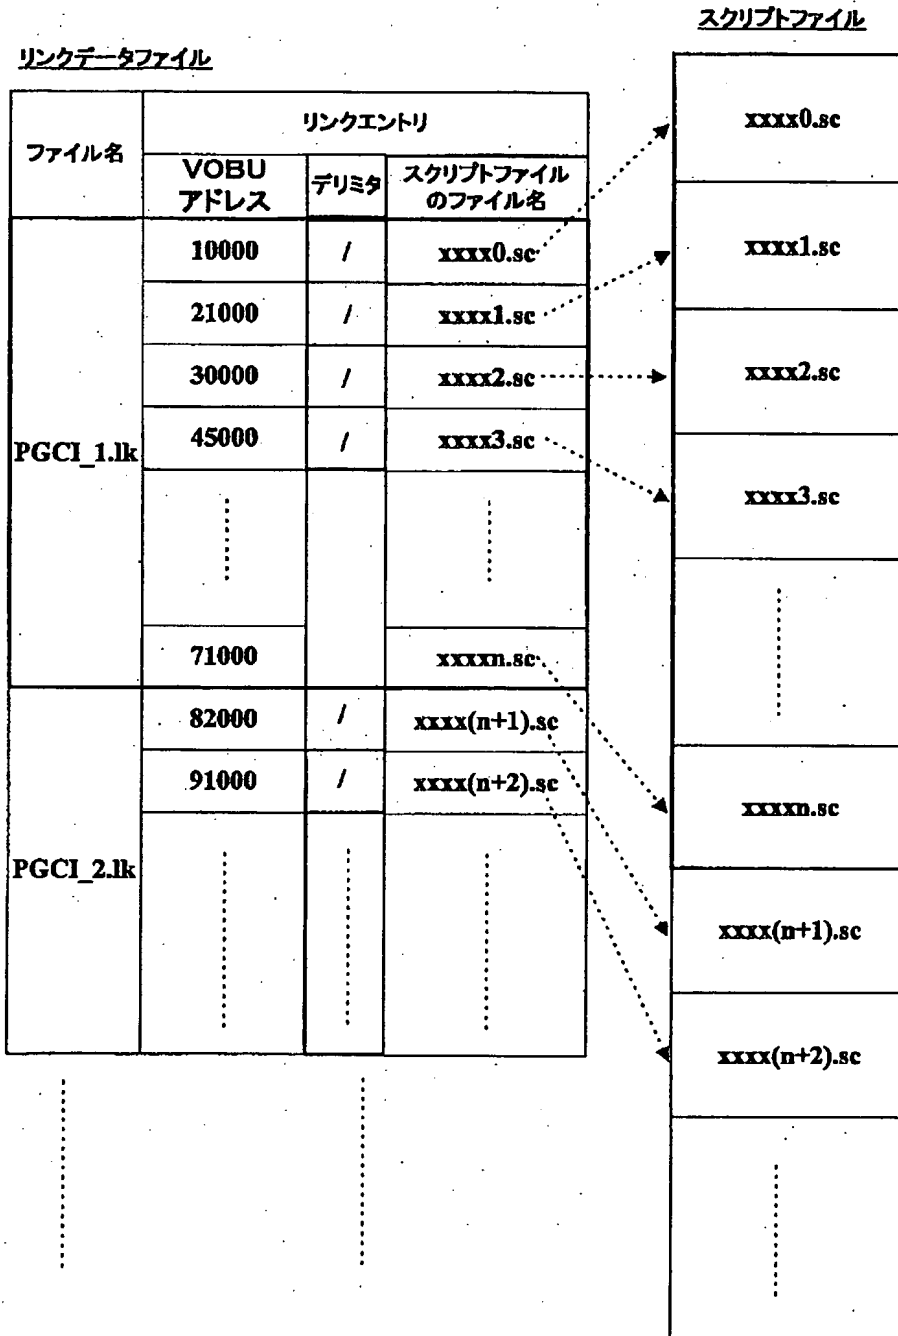 スクリプトファイル
リンクデータファイル
ファイル名
リンクエントリ
VOBU
アドレス
デリミタ
スクリプトファイル
のファイル名
PGCI_1.lk
10000 / xxxx0.sc
21000 / xxxx1.sc
30000 / xxxx2.sc
45000 / xxxx3.sc
71000 xxxxn.sc
PGCI_2.lk
82000 / xxxx(n+1).sc
91000 / xxxx(n+2).sc
xxxx0.sc
xxxx1.sc
xxxx2.sc
xxxx3.sc
xxxxn.sc
xxxx(n+1).sc
xxxx(n+2).sc